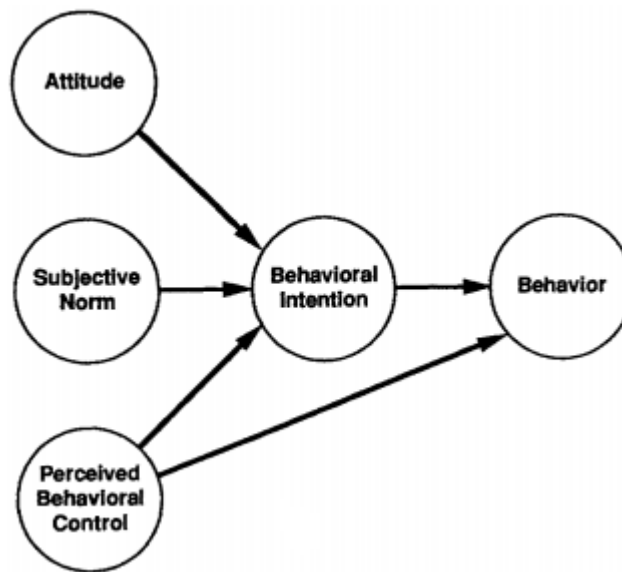 Attitude
Subjective
Norm
Behavioral
Intention
Behavior
Perceived
Behavioral
Control